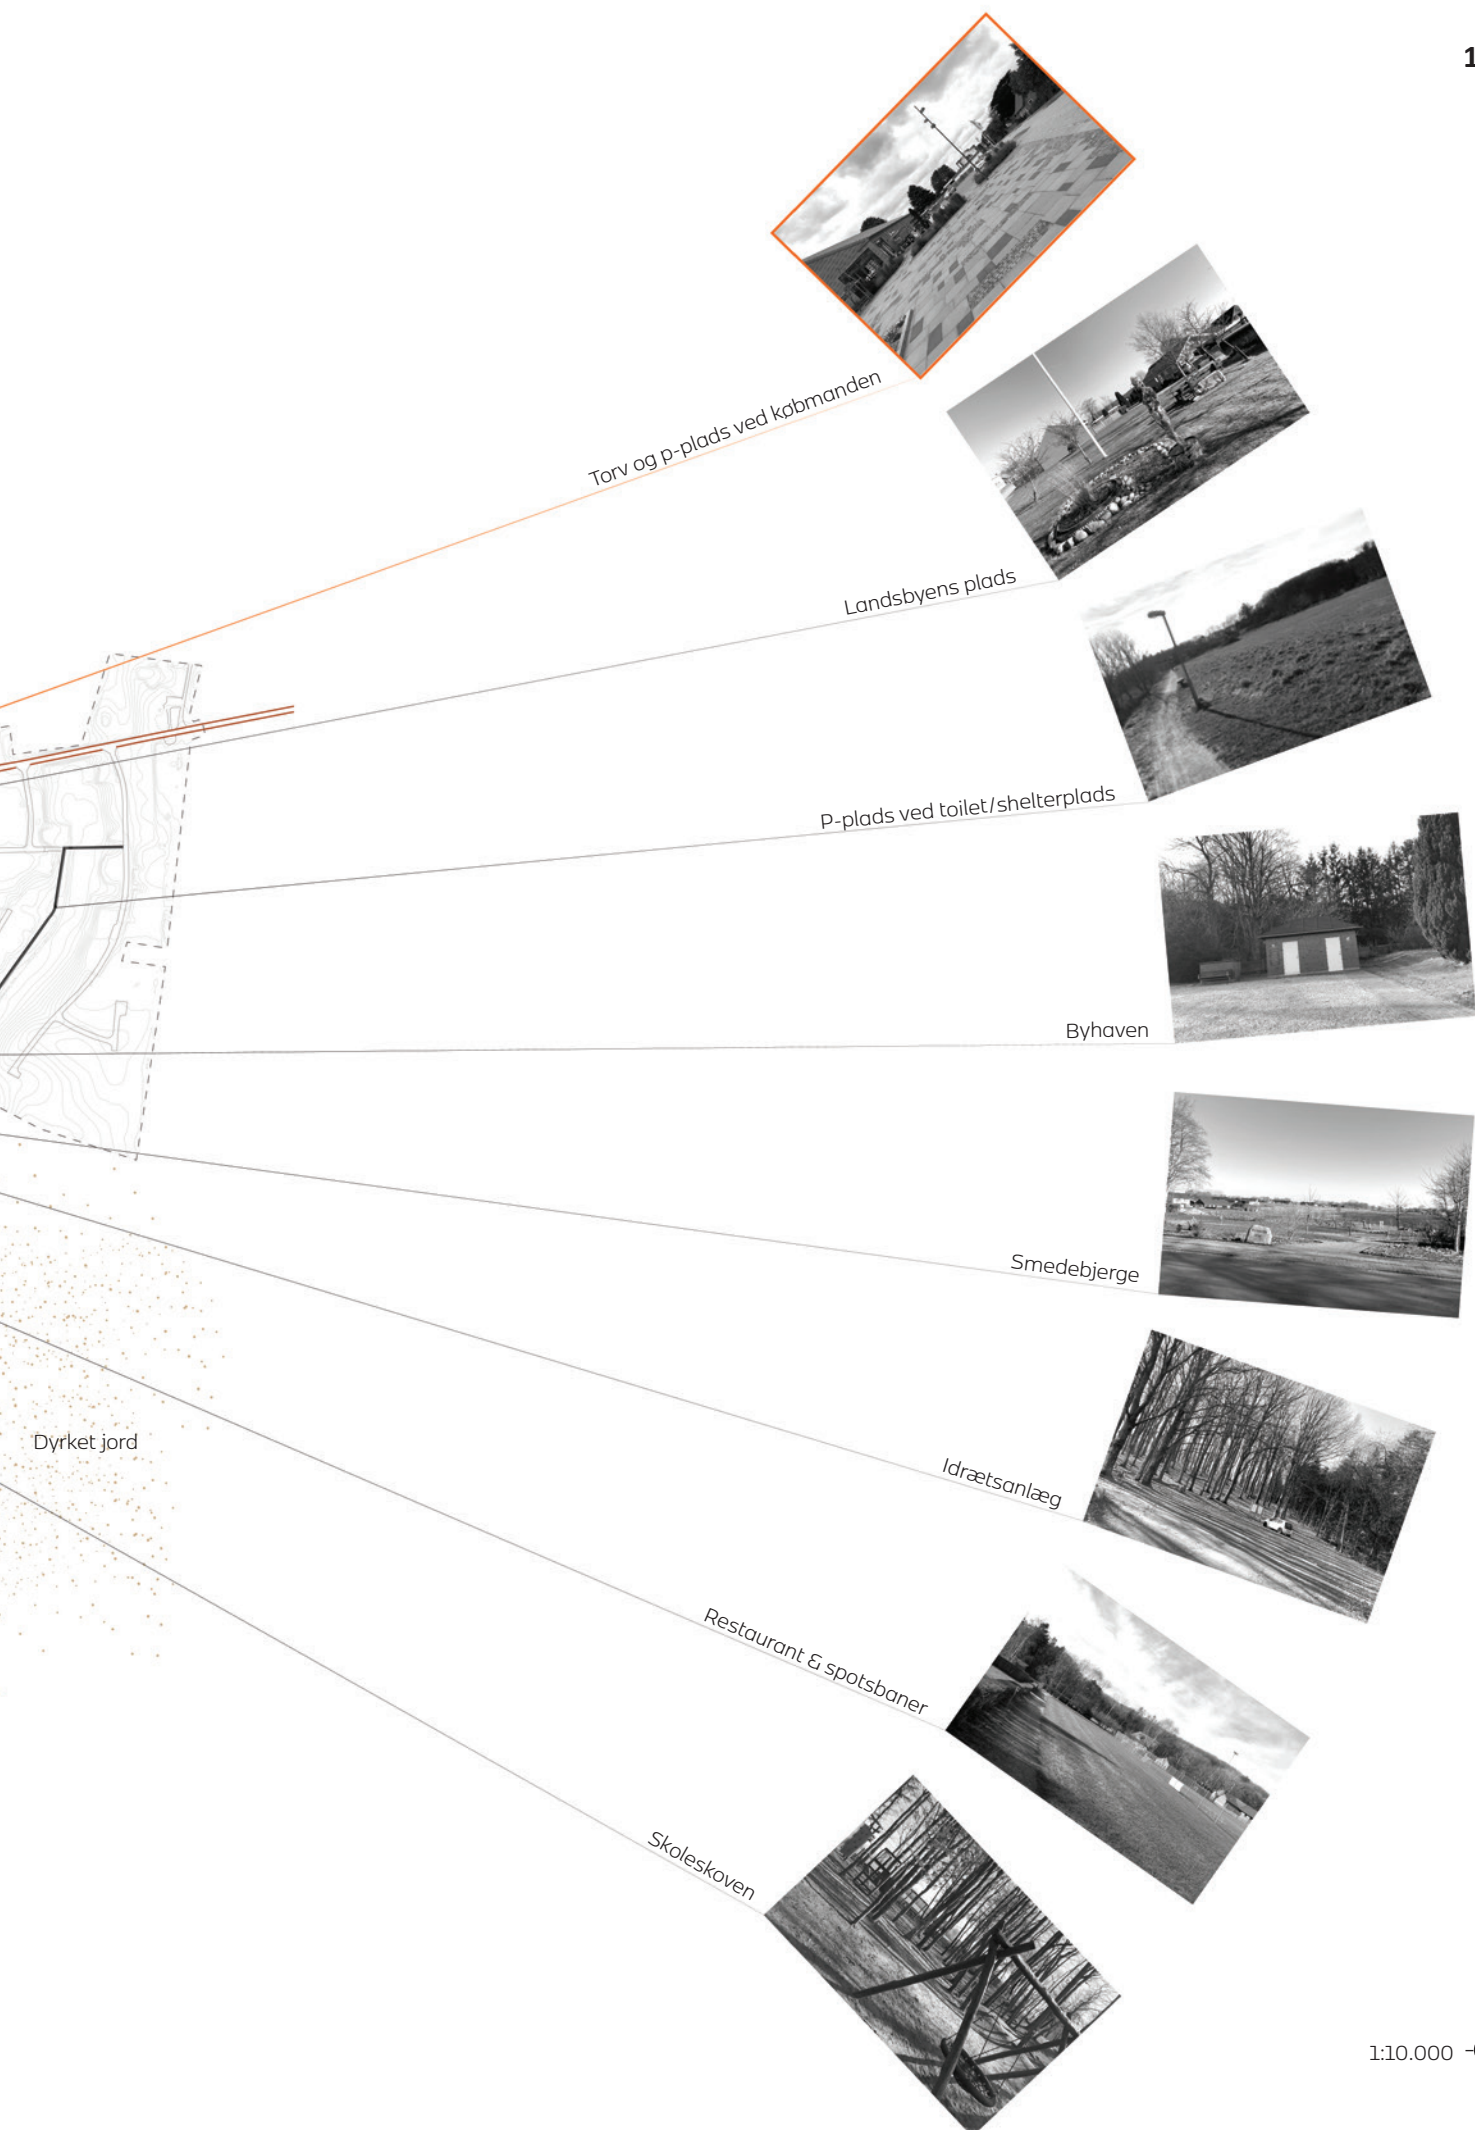 1
Torv og p-plads ved købmanden
Landsbyens plads
P-plads ved toilet/shelterplads
Byhaven
Smedebjerge
Dyrket jord
Idrætsanlæg
Restaurant & spotsbaner
Skoleskoven
1:10.000